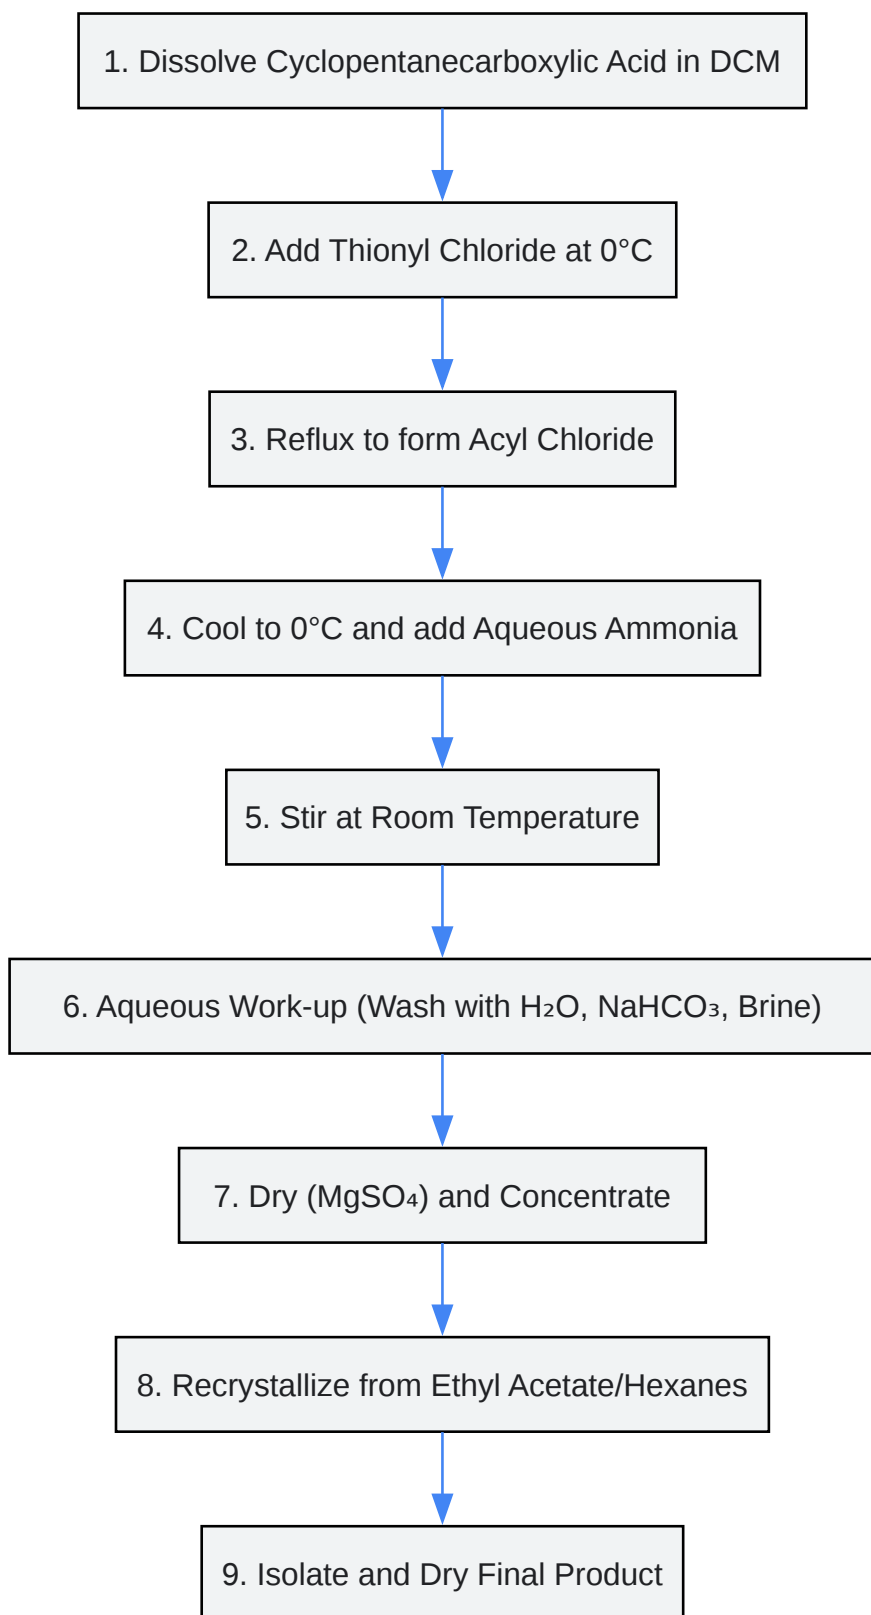 1. Dissolve Cyclopentanecarboxylic Acid in DCM
2. Add Thionyl Chloride at 0°C
3. Reflux to form Acyl Chloride
4. Cool to 0°C and add Aqueous Ammonia
5. Stir at Room Temperature
6. Aqueous Work-up (Wash with H₂O, NaHCO₃, Brine)
7. Dry (MgSO₄) and Concentrate
8. Recrystallize from Ethyl Acetate/Hexanes
9. Isolate and Dry Final Product